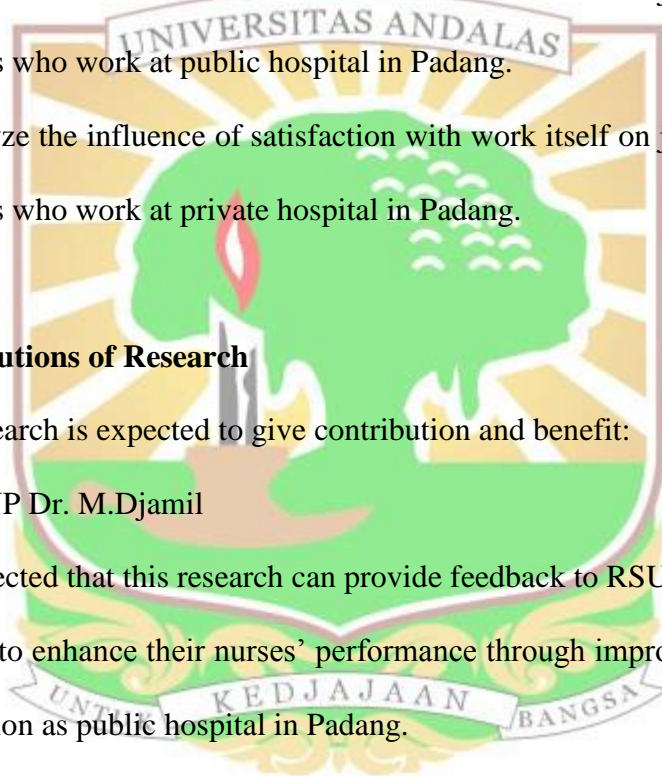 UNIVERSITAS ANDALAS
s who work at public hospital in Padang.
ze the influence of satisfaction with work itself on j
s who work at private hospital in Padang.
utions of Research
earch is expected to give contribution and benefit:
P Dr. M.Djamil
ected that this research can provide feedback to RSU
to enhance their nurses’ performance through impro
ion as public hospital in Padang.
KEDJAJAAN
BANGSA